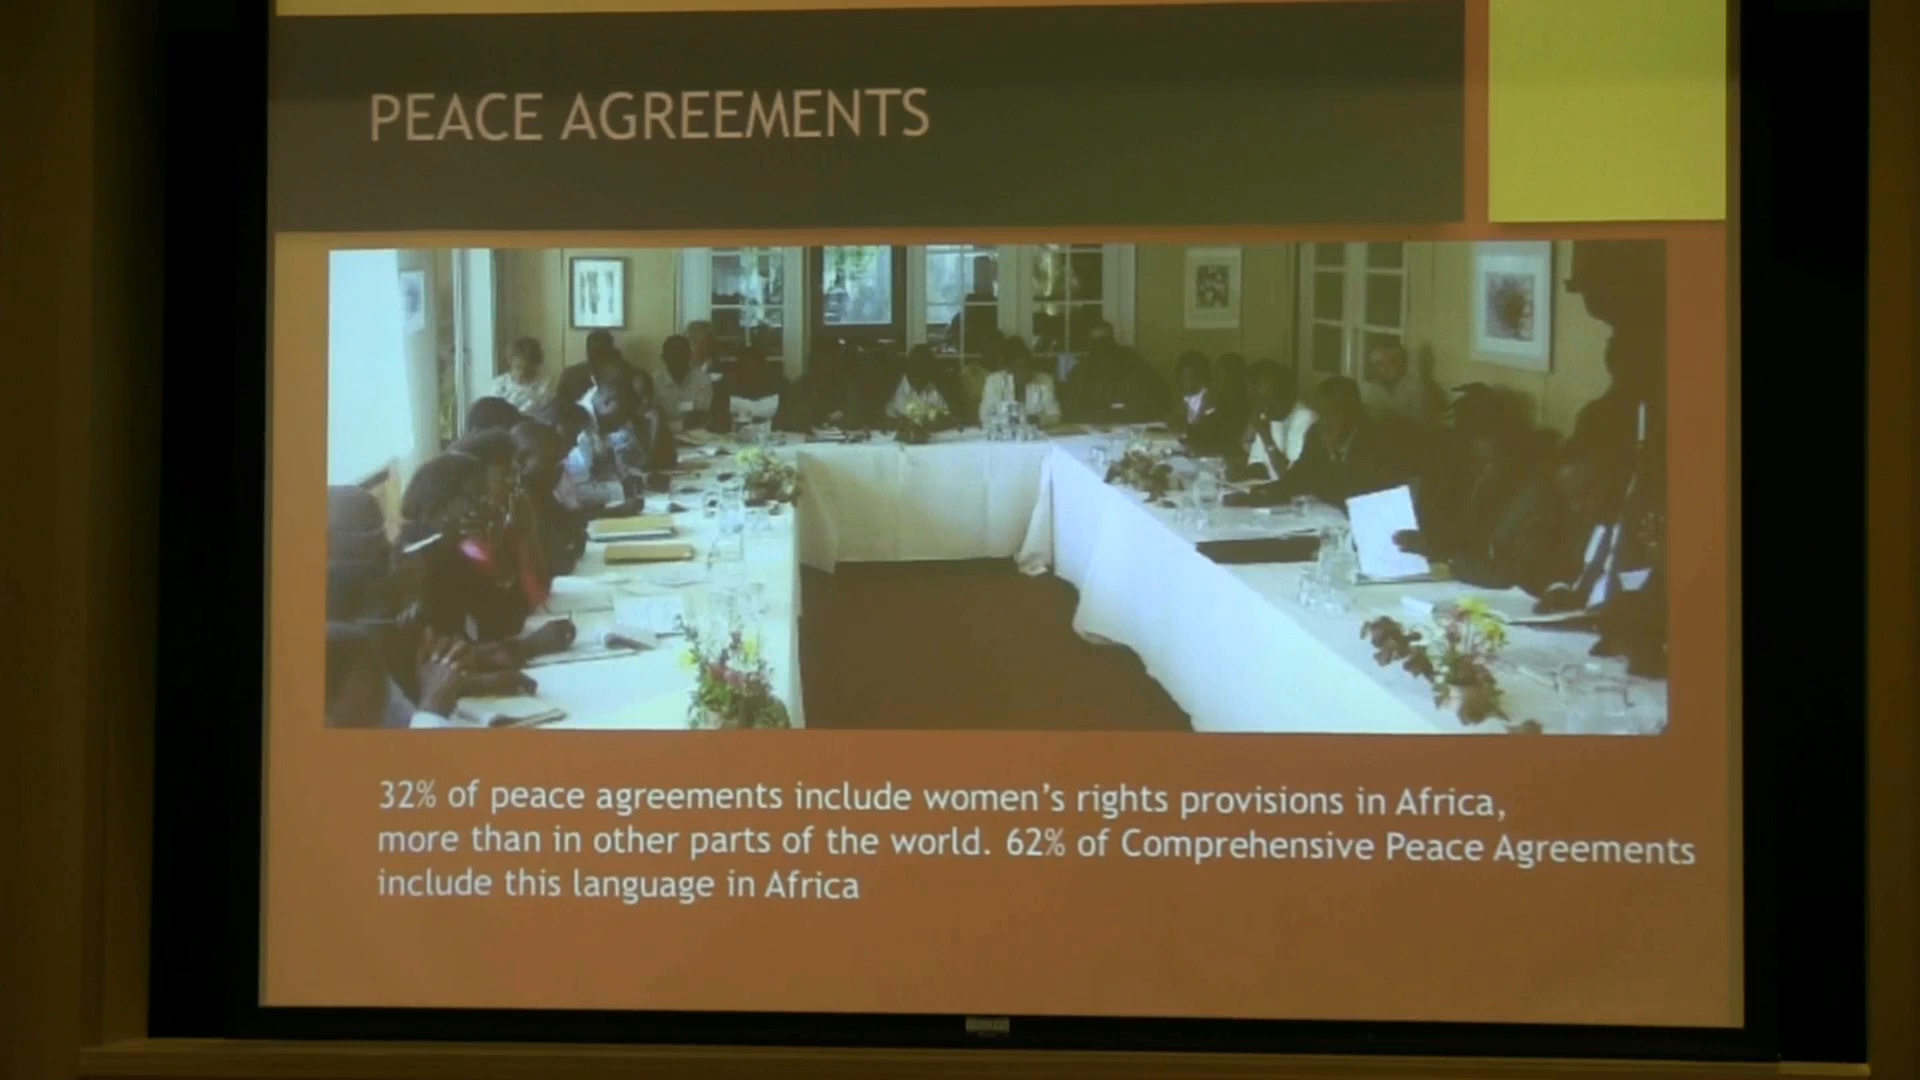 PEACE AGREEMENTS
32% of peace agreements include women's rights provisions in Africa,
more than in other parts of the world. 62% of Comprehensive Peace Agreements
include this language in Africa